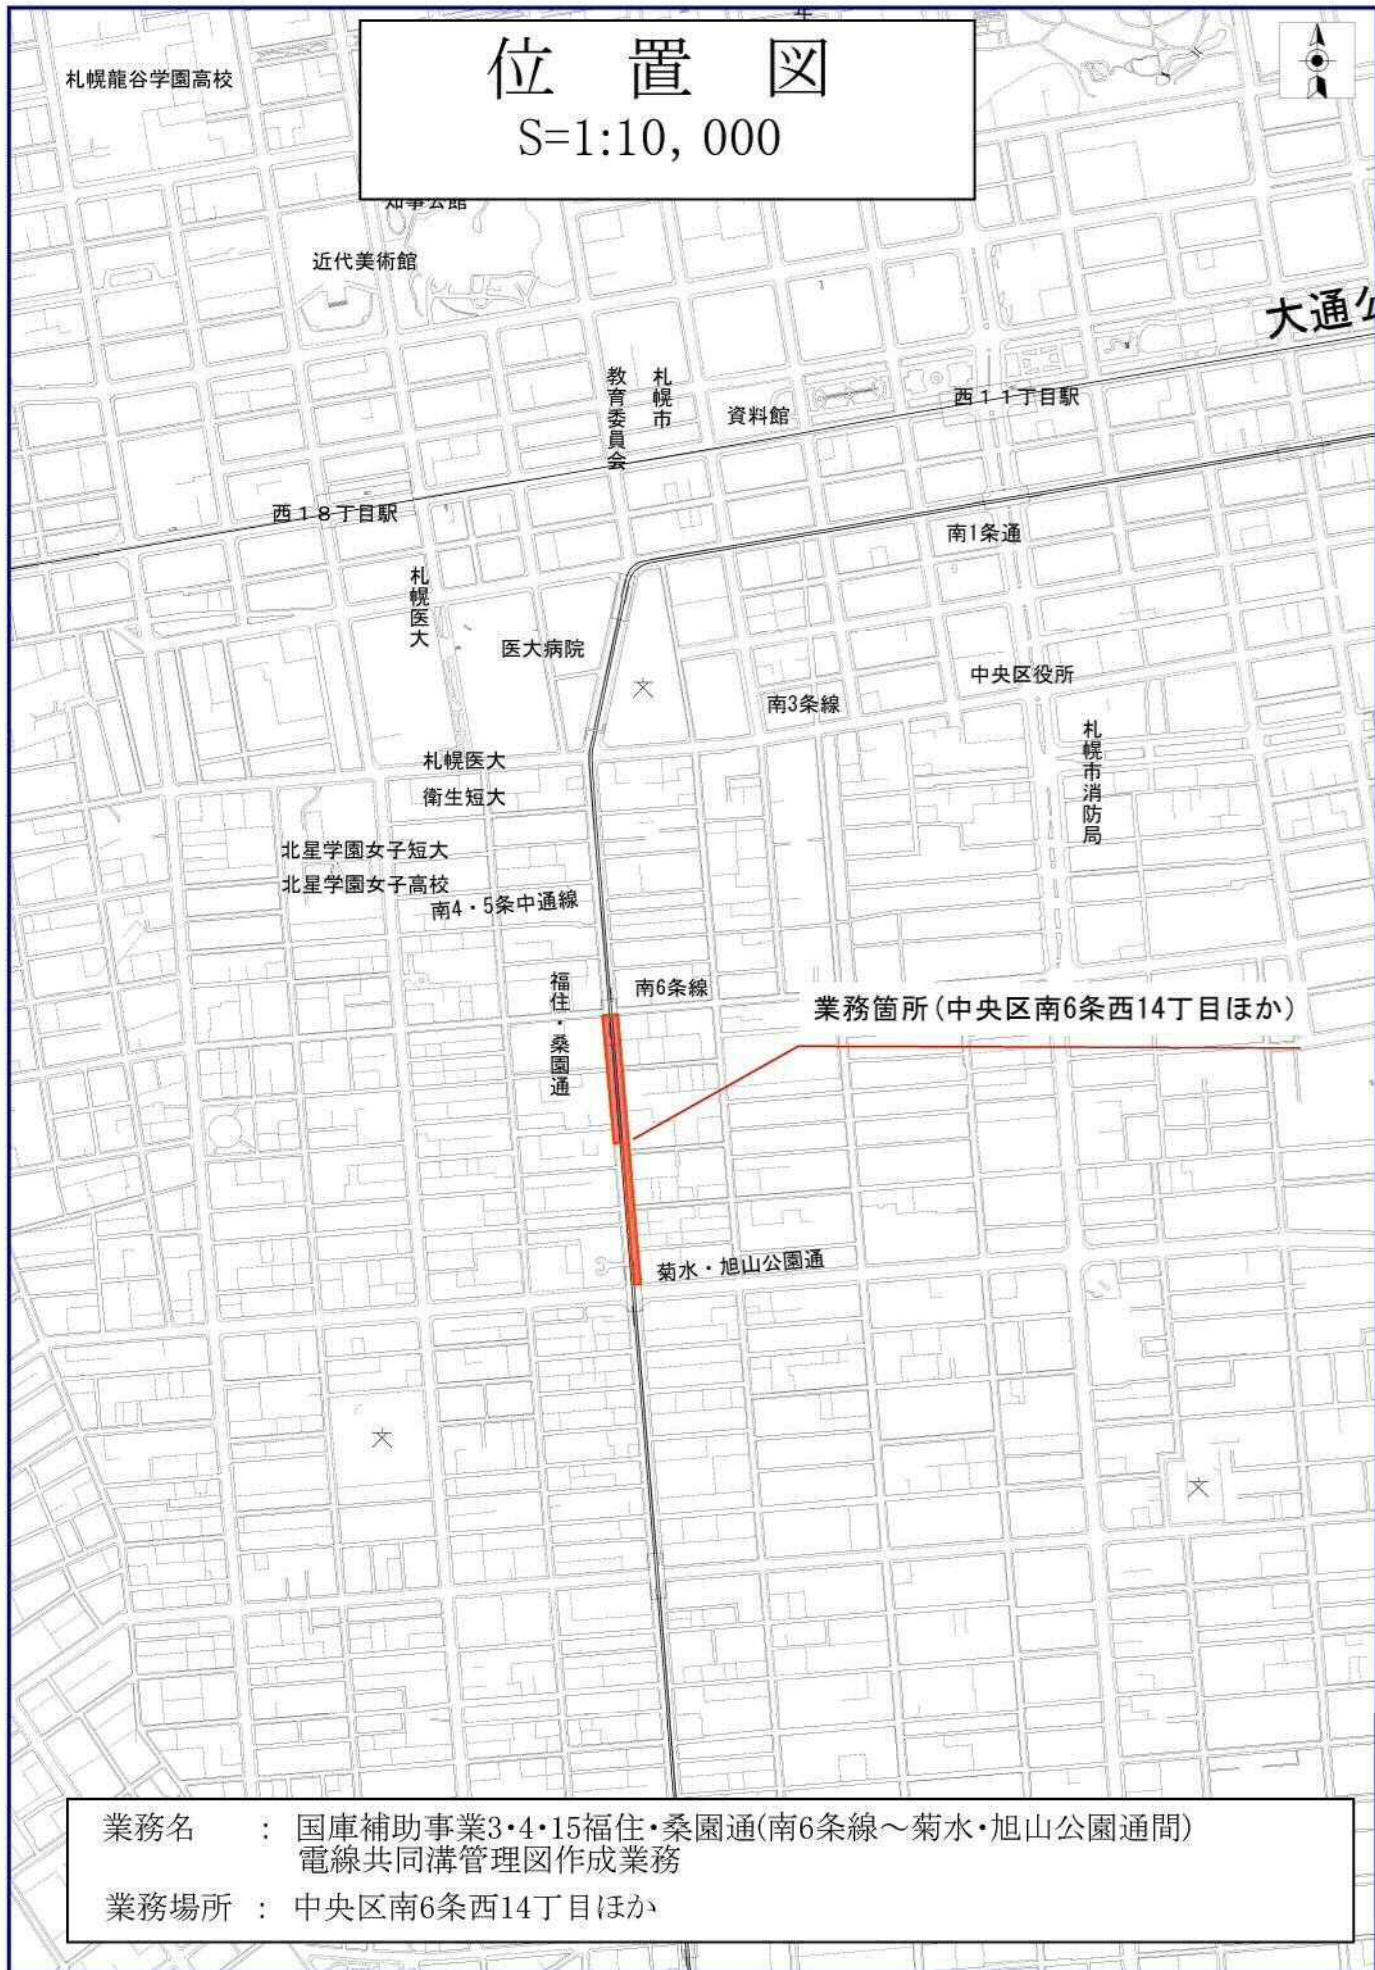 位 置 図
S=1:10, 000
札幌龍谷学園高校
知事公館
近代美術館
大通公
教育委員会
札幌市
資料館
西11丁目駅
西18丁目駅
南1条通
札幌医大
医大病院
中央区役所
南3条線
札幌市消防局
札幌医大
衛生短大
北星学園女子短大
北星学園女子高校
南4・5条中通線
福住・桑園通
南6条線
業務箇所(中央区南6条西14丁目ほか)
菊水・旭山公園通
業務名 : 国庫補助事業3・4・15福住・桑園通(南6条線～菊水・旭山公園通間)
電線共同溝管理図作成業務
業務場所 : 中央区南6条西14丁目ほか